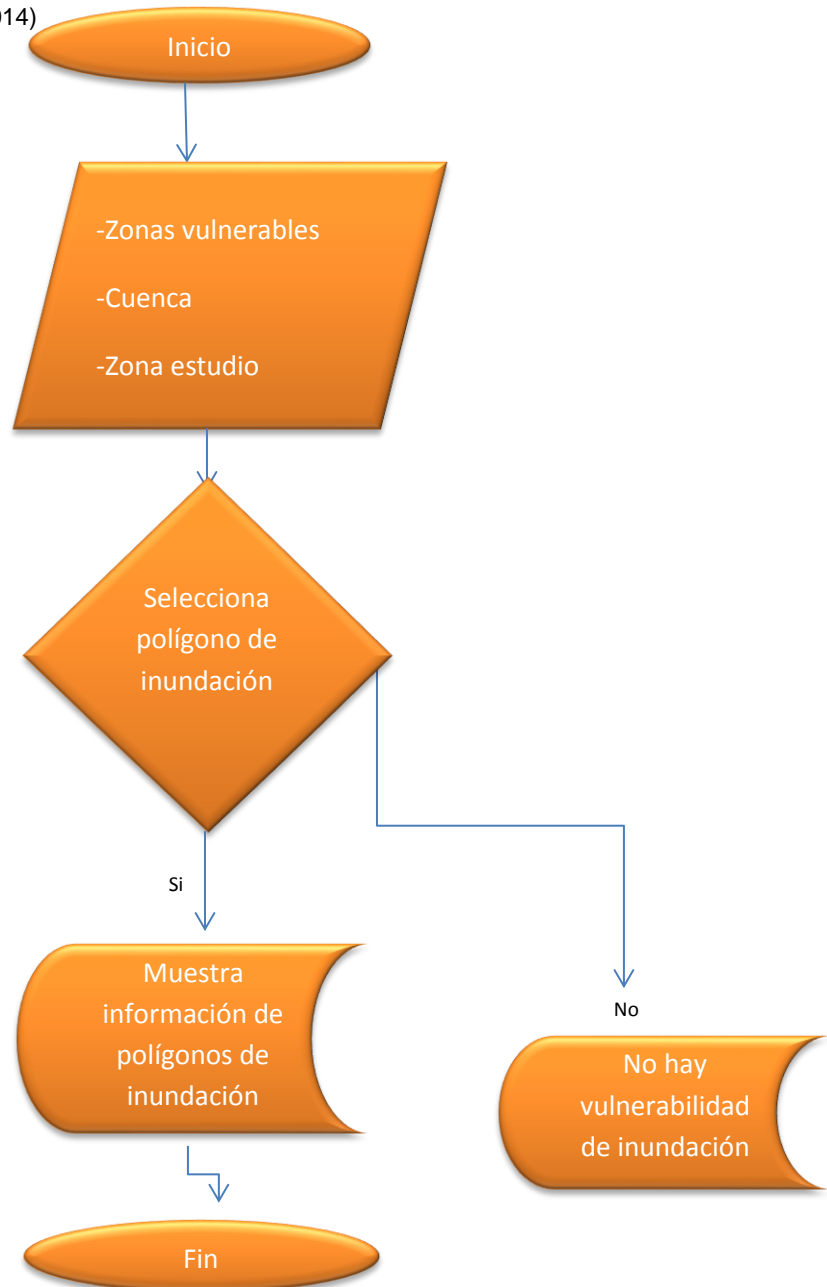 014)
Inicio
-Zonas vulnerables
-Cuenca
-Zona estudio
Selecciona
polígono de
inundación
Si
Muestra
información de
polígonos de
inundación
No
No hay
vulnerabilidad
de inundación
Fin